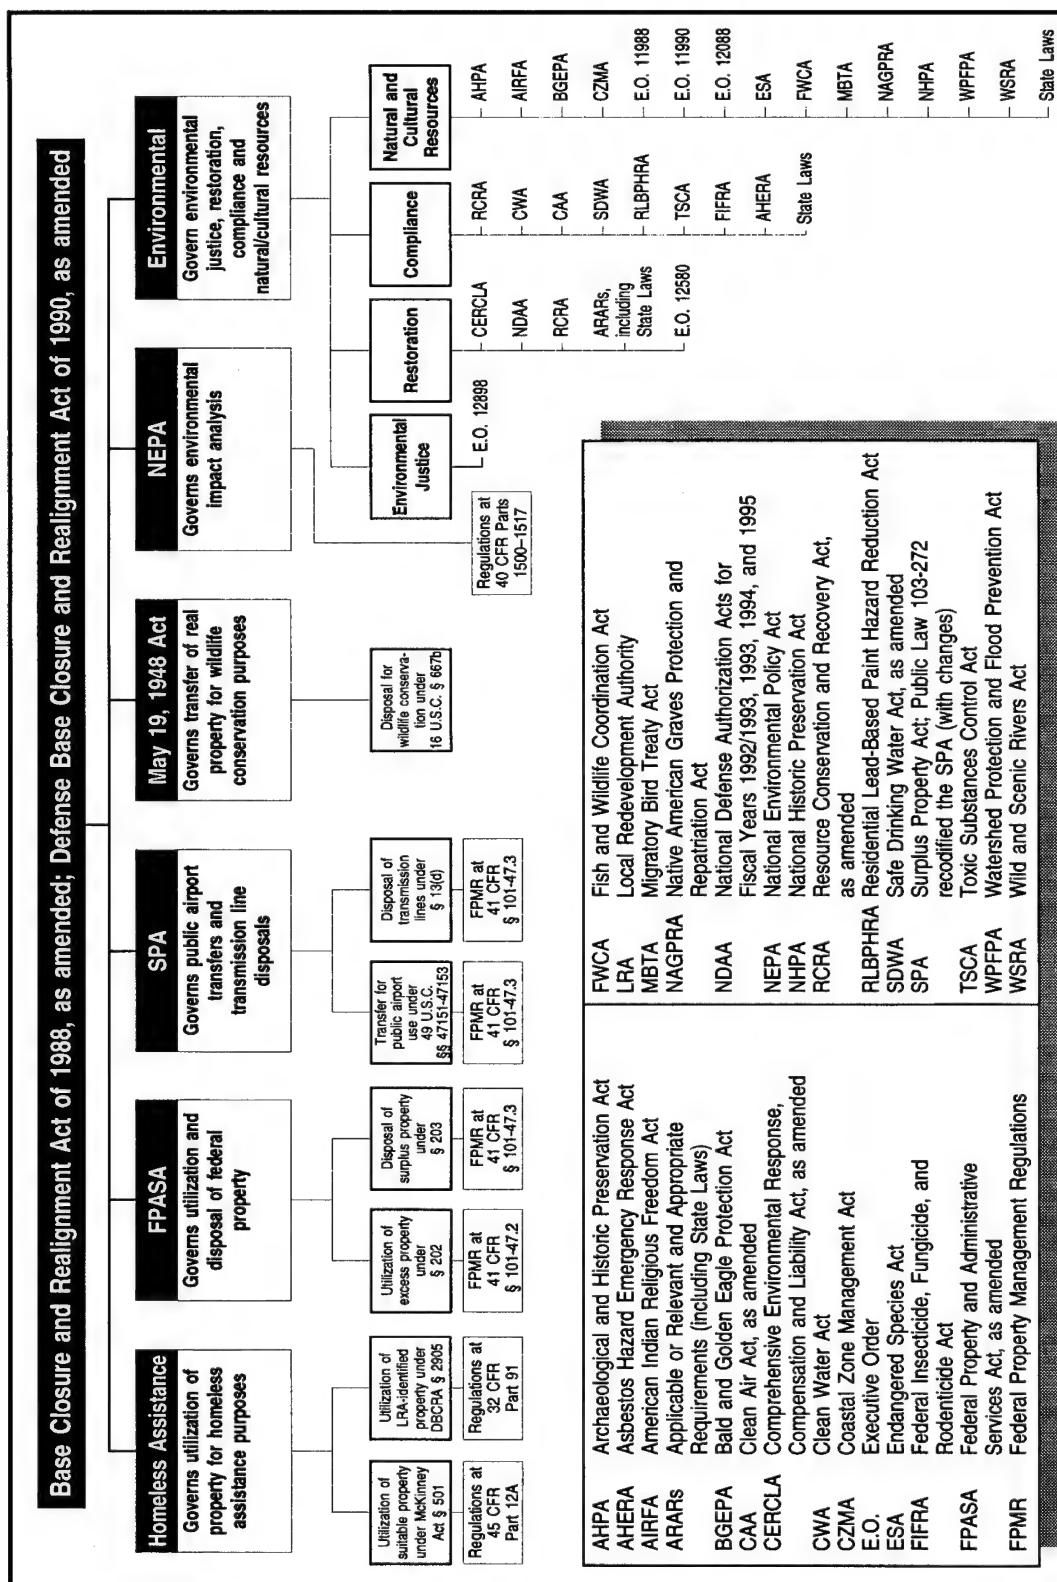 Base Closure and Realignment Act of 1988, as amended; Defense Base Closure and Realignment Act of 1990, as amended
Homeless Assistance
Governs utilization of
property for homeless
assistance purposes
Utilization of
suitable property
under McKinney
Act § 501
Regulations at
45 CFR
Part 12A
Utilization of
LRA-identified
property under
DBCRA § 2905
Regulations at
32 CFR
Part 91
FPASA
Governs utilization and
disposal of federal
property
Utilization of
excess property
under
§ 202
FPMR at
41 CFR
§ 101-47.2
Disposal of
surplus property
under
§ 203
FPMR at
41 CFR
§ 101-47.3
SPA
Governs public airport
transfers and
transmission line
disposals
Transfer for
public airport
use under
49 U.S.C.
§§ 47151-47153
FPMR at
41 CFR
§ 101-47.3
Disposal of
transmission
lines under
§ 13(d)
FPMR at
41 CFR
§ 101-47.3
May 19, 1948 Act
Governs transfer of real
property for wildlife
conservation purposes
Disposal for
wildlife conserva-
tion under
16 U.S.C. § 667b
NEPA
Governs environmental
impact analysis
Regulations at
40 CFR Parts
1500–1517
Environmental
Govern environmental
justice, restoration,
compliance and
natural/cultural resources
Environmental
Justice
E.O. 12898
Restoration
CERCLA
NDAA
RCRA
ARARs,
including
State Laws
E.O. 12580
Compliance
RCRA
CWA
CAA
SDWA
RLBPHRA
TSCA
FIFRA
AHERA
State Laws
Natural and
Cultural
Resources
AHPA
AIRFA
BGEPA
CZMA
E.O. 11988
E.O. 11990
E.O. 12088
ESA
FWCA
MBTA
NAGPRA
NHPA
WPFPA
WSRA
State Laws
AHPA Archaeological and Historic Preservation Act
AHERA Asbestos Hazard Emergency Response Act
AIRFA American Indian Religious Freedom Act
ARARs Applicable or Relevant and Appropriate
Requirements (including State Laws)
BGEPA Bald and Golden Eagle Protection Act
CAA Clean Air Act, as amended
CERCLA Comprehensive Environmental Response,
Compensation and Liability Act, as amended
CWA Clean Water Act
CZMA Coastal Zone Management Act
E.O. Executive Order
ESA Endangered Species Act
FIFRA Federal Insecticide, Fungicide, and
Rodenticide Act
FPASA Federal Property and Administrative
Services Act, as amended
FPMR Federal Property Management Regulations
FWCA Fish and Wildlife Coordination Act
LRA Local Redevelopment Authority
MBTA Migratory Bird Treaty Act
NAGPRA Native American Graves Protection and
Repatriation Act
NDAA National Defense Authorization Acts for
Fiscal Years 1992/1993, 1993, 1994, and 1995
NEPA National Environmental Policy Act
NHPA National Historic Preservation Act
RCRA Resource Conservation and Recovery Act,
as amended
RLBPHRA Residential Lead-Based Paint Hazard Reduction Act
SDWA Safe Drinking Water Act, as amended
SPA Surplus Property Act; Public Law 103-272
recodified the SPA (with changes)
TSCA Toxic Substances Control Act
WPFPA Watershed Protection and Flood Prevention Act
WSRA Wild and Scenic Rivers Act